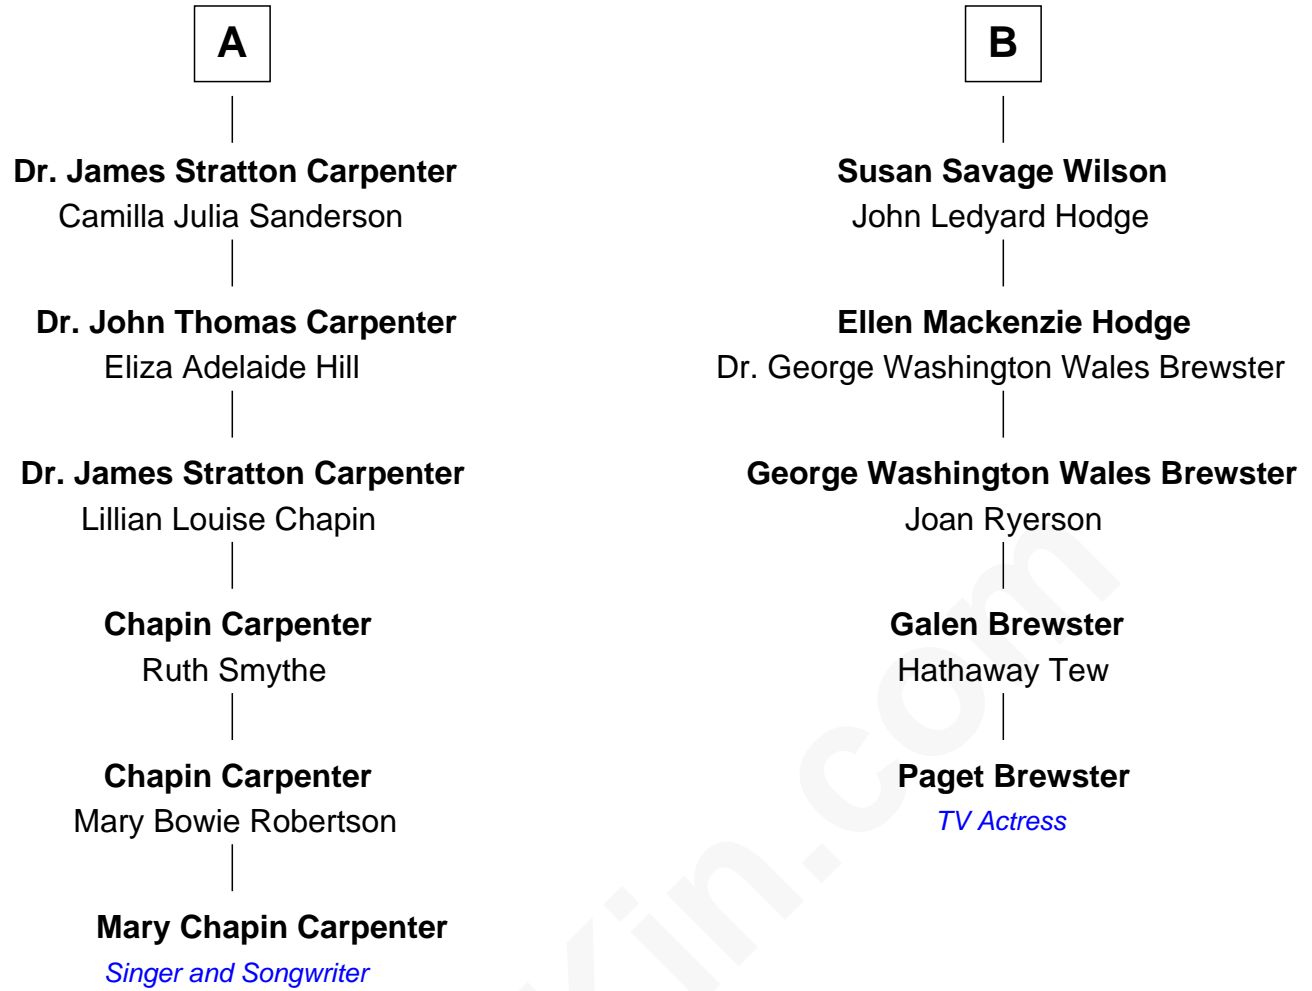 A
Dr. James Stratton Carpenter
Camilla Julia Sanderson
Dr. John Thomas Carpenter
Eliza Adelaide Hill
Dr. James Stratton Carpenter
Lillian Louise Chapin
Chapin Carpenter
Ruth Smythe
Chapin Carpenter
Mary Bowie Robertson
Mary Chapin Carpenter
Singer and Songwriter
B
Susan Savage Wilson
John Ledyard Hodge
Ellen Mackenzie Hodge
Dr. George Washington Wales Brewster
George Washington Wales Brewster
Joan Ryerson
Galen Brewster
Hathaway Tew
Paget Brewster
TV Actress
Kin.com